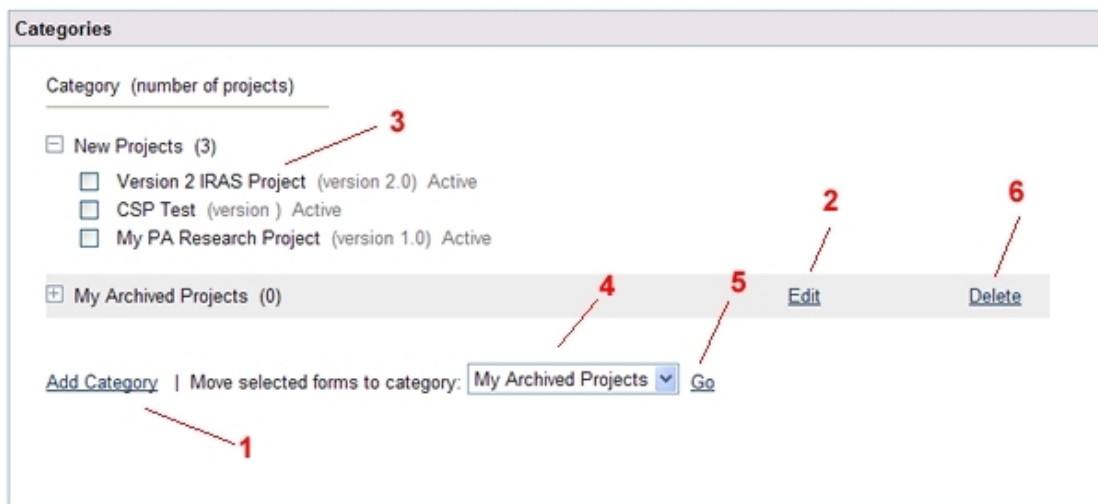 Categories
Category (number of projects)
3
New Projects (3)
Version 2 IRAS Project (version 2.0) Active
CSP Test (version ) Active
My PA Research Project (version 1.0) Active
2
6
4
5
My Archived Projects (0) Edit Delete
Add Category | Move selected forms to category: My Archived Projects Go
1